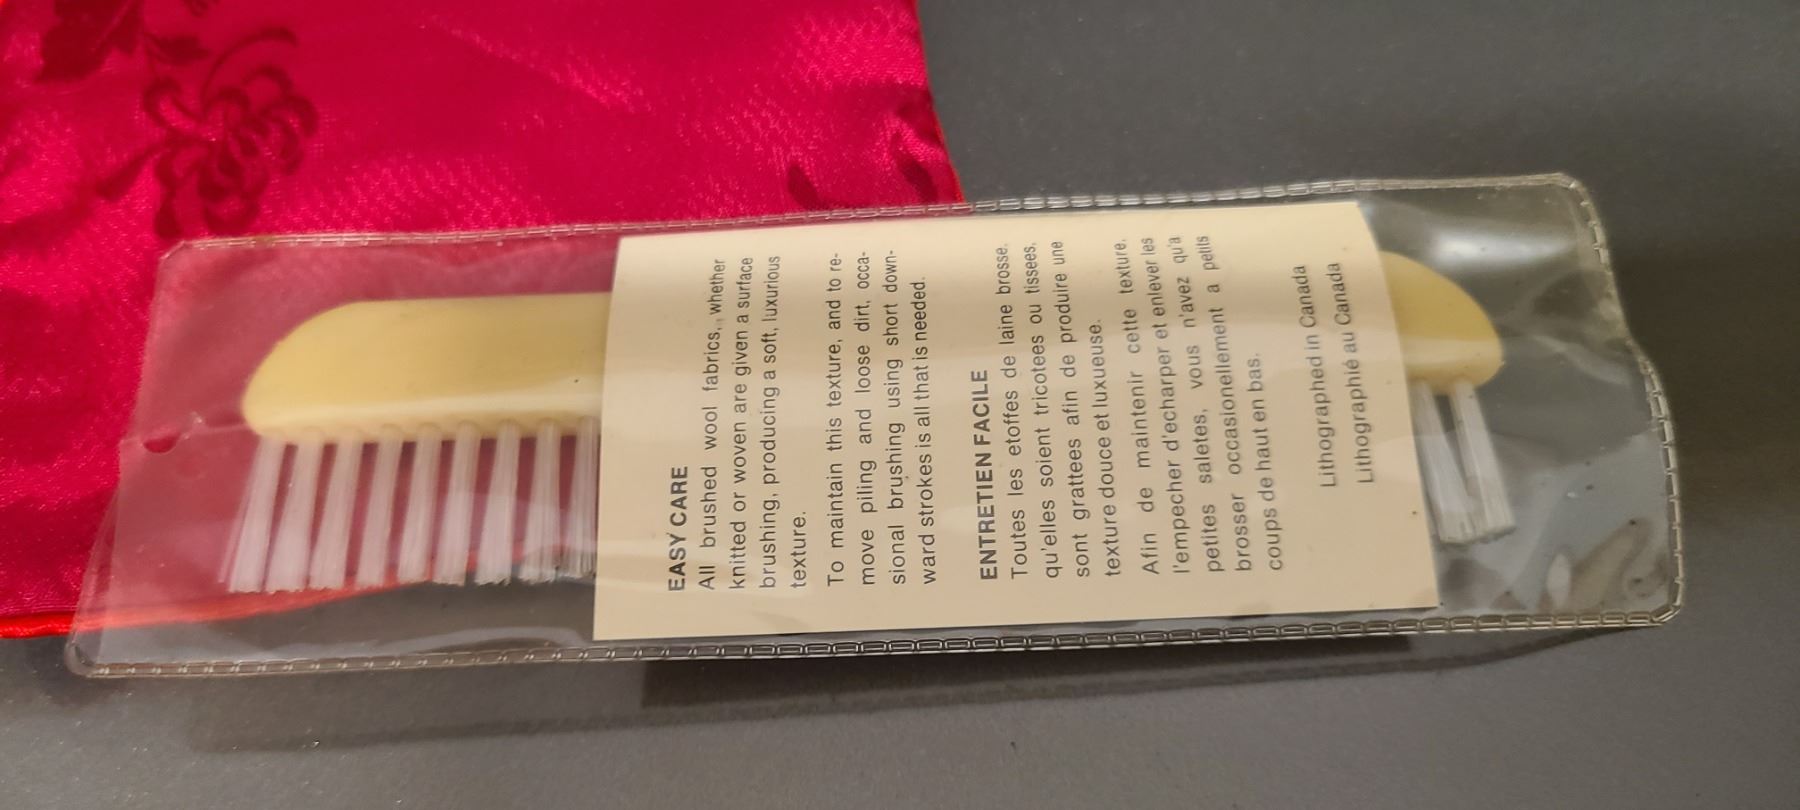 EASY CARE
All brushed wool fabrics, whether
knitted or woven are given a surface
brushing, producing a soft, luxurious
texture.
To maintain this texture, and to re-
move piling and loose dirt, occa-
sional brushing using short down-
ward strokes is all that is needed.
ENTRETIEN FACILE
Toutes les etoffes de laine brosse,
qu'elles soient tricotees ou tissees,
sont grattees afin de produire une
texture douce et luxueuse.
Afin de maintenir cette texture,
l'empecher d'echarper et enlever les
petites saletes, vous n'avez qu'a
brosser occasionellement a petits
coups de haut en bas.
Lithographed in Canada
Lithographié au Canada